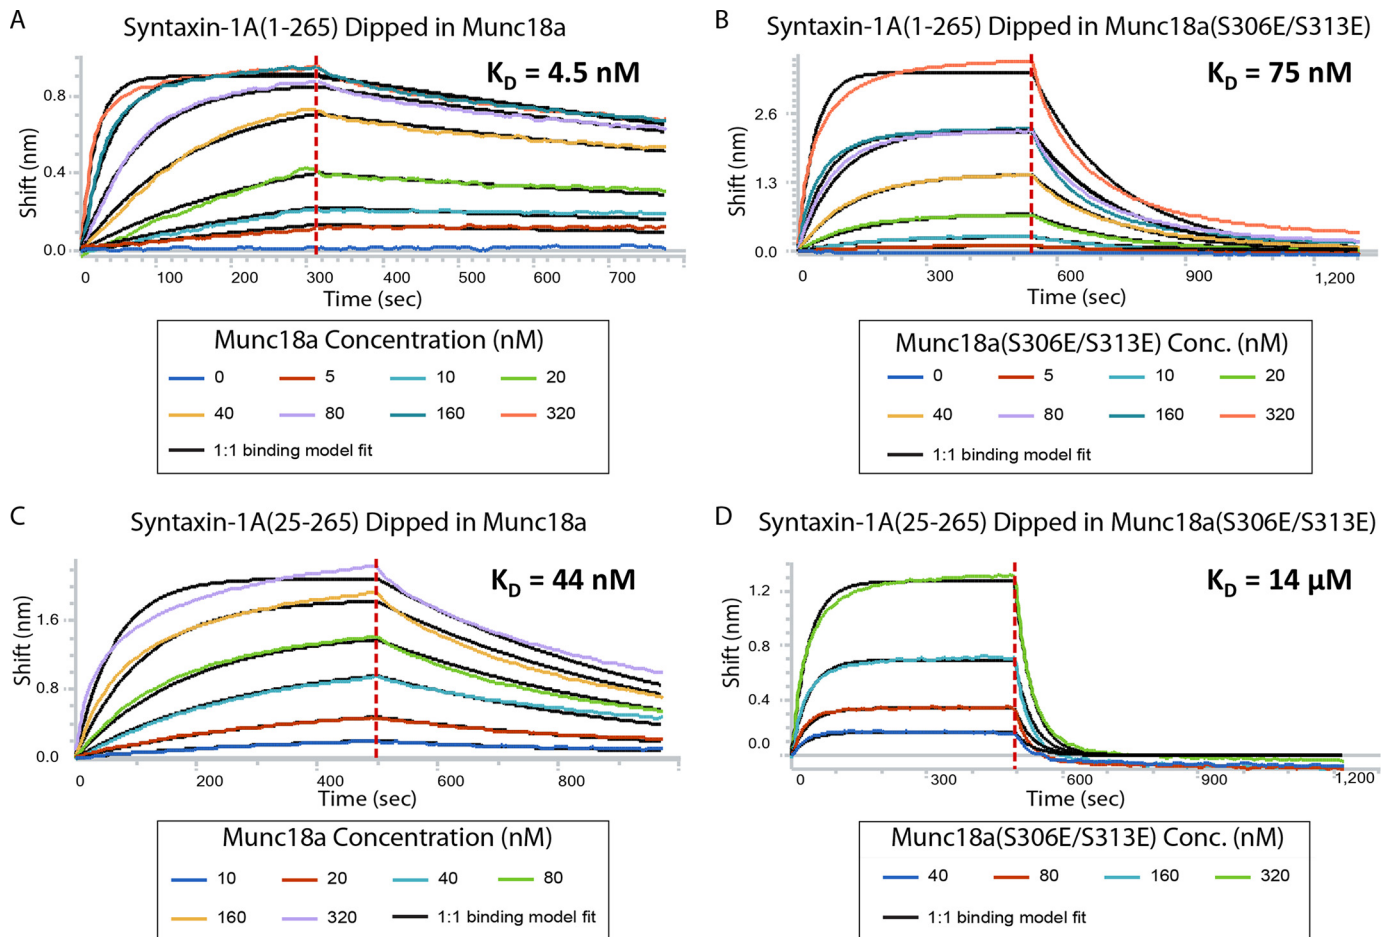 A
Syntaxin-1A(1-265) Dipped in Munc18a
K_D = 4.5 nM
Shift (nm)
0.8
0.4
0.0
0 100 200 300 400 500 600 700
Time (sec)
Munc18a Concentration (nM)
0 5 10 20
40 80 160 320
1:1 binding model fit
B
Syntaxin-1A(1-265) Dipped in Munc18a(S306E/S313E)
K_D = 75 nM
Shift (nm)
2.6
1.3
0.0
0 300 600 900 1,200
Time (sec)
Munc18a(S306E/S313E) Conc. (nM)
0 5 10 20
40 80 160 320
1:1 binding model fit
C
Syntaxin-1A(25-265) Dipped in Munc18a
K_D = 44 nM
Shift (nm)
1.6
0.8
0.0
0 200 400 600 800
Time (sec)
Munc18a Concentration (nM)
10 20 40 80
160 320 1:1 binding model fit
D
Syntaxin-1A(25-265) Dipped in Munc18a(S306E/S313E)
K_D = 14 μM
Shift (nm)
1.2
0.8
0.4
0.0
0 300 600 900 1,200
Time (sec)
Munc18a(S306E/S313E) Conc. (nM)
40 80 160 320
1:1 binding model fit